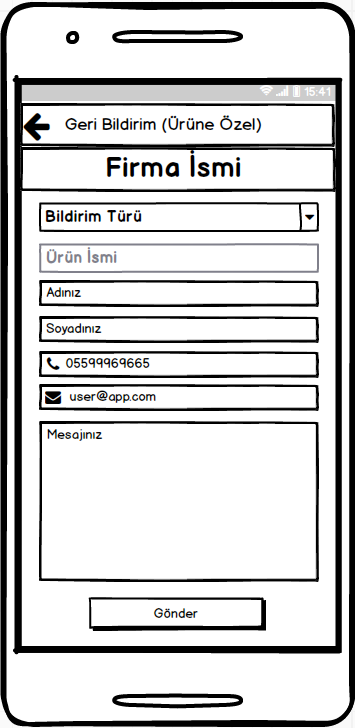 15:41
Geri Bildirim (Ürüne Özel)
Firma İsmi
Bildirim Türü
Ürün İsmi
Adınız
Soyadınız
05599969665
user@app.com
Mesajınız
Gönder